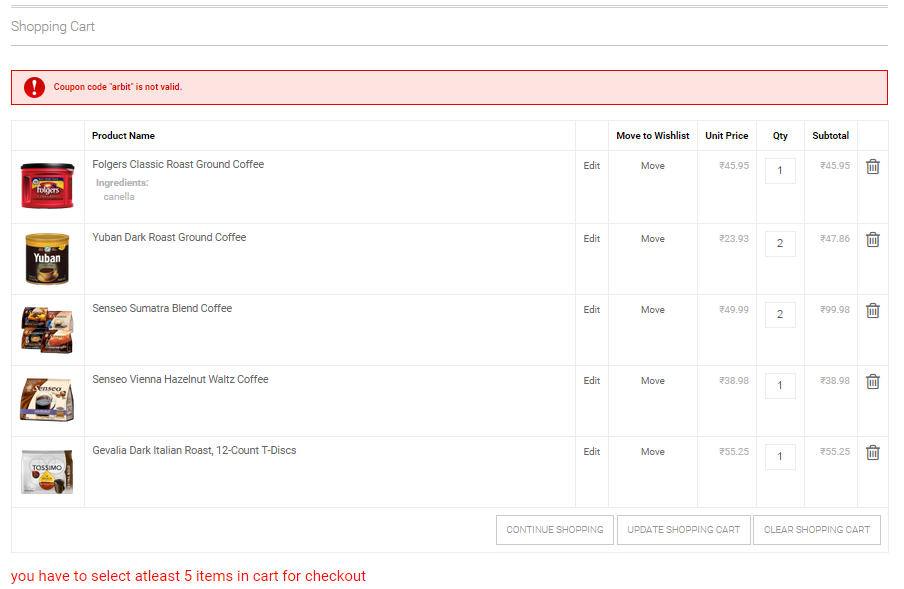 Shopping Cart
Coupon code "arbit" is not valid.
Product Name Move to Wishlist Unit Price Qty Subtotal
Folgers Classic Roast Ground Coffee Edit Move ₹45.95 1 ₹45.95
Ingredients:
canella
Folgers
Yuban Dark Roast Ground Coffee Edit Move ₹23.93 2 ₹47.86
Yuban
Senseo Sumatra Blend Coffee Edit Move ₹49.99 2 ₹99.98
Senseo Vienna Hazelnut Waltz Coffee Edit Move ₹38.98 1 ₹38.98
Senseo
Gevalia Dark Italian Roast, 12-Count T-Discs Edit Move ₹55.25 1 ₹55.25
TASSIMO
CONTINUE SHOPPING UPDATE SHOPPING CART CLEAR SHOPPING CART
you have to select atleast 5 items in cart for checkout